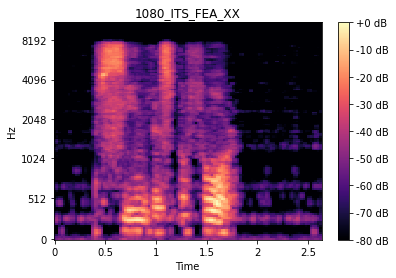 1080_ITS_FEA_XX
8192
4096
2048
1024
512
0
Hz
0
0.5
1
1.5
2
2.5
Time
+0 dB
-10 dB
-20 dB
-30 dB
-40 dB
-50 dB
-60 dB
-70 dB
-80 dB